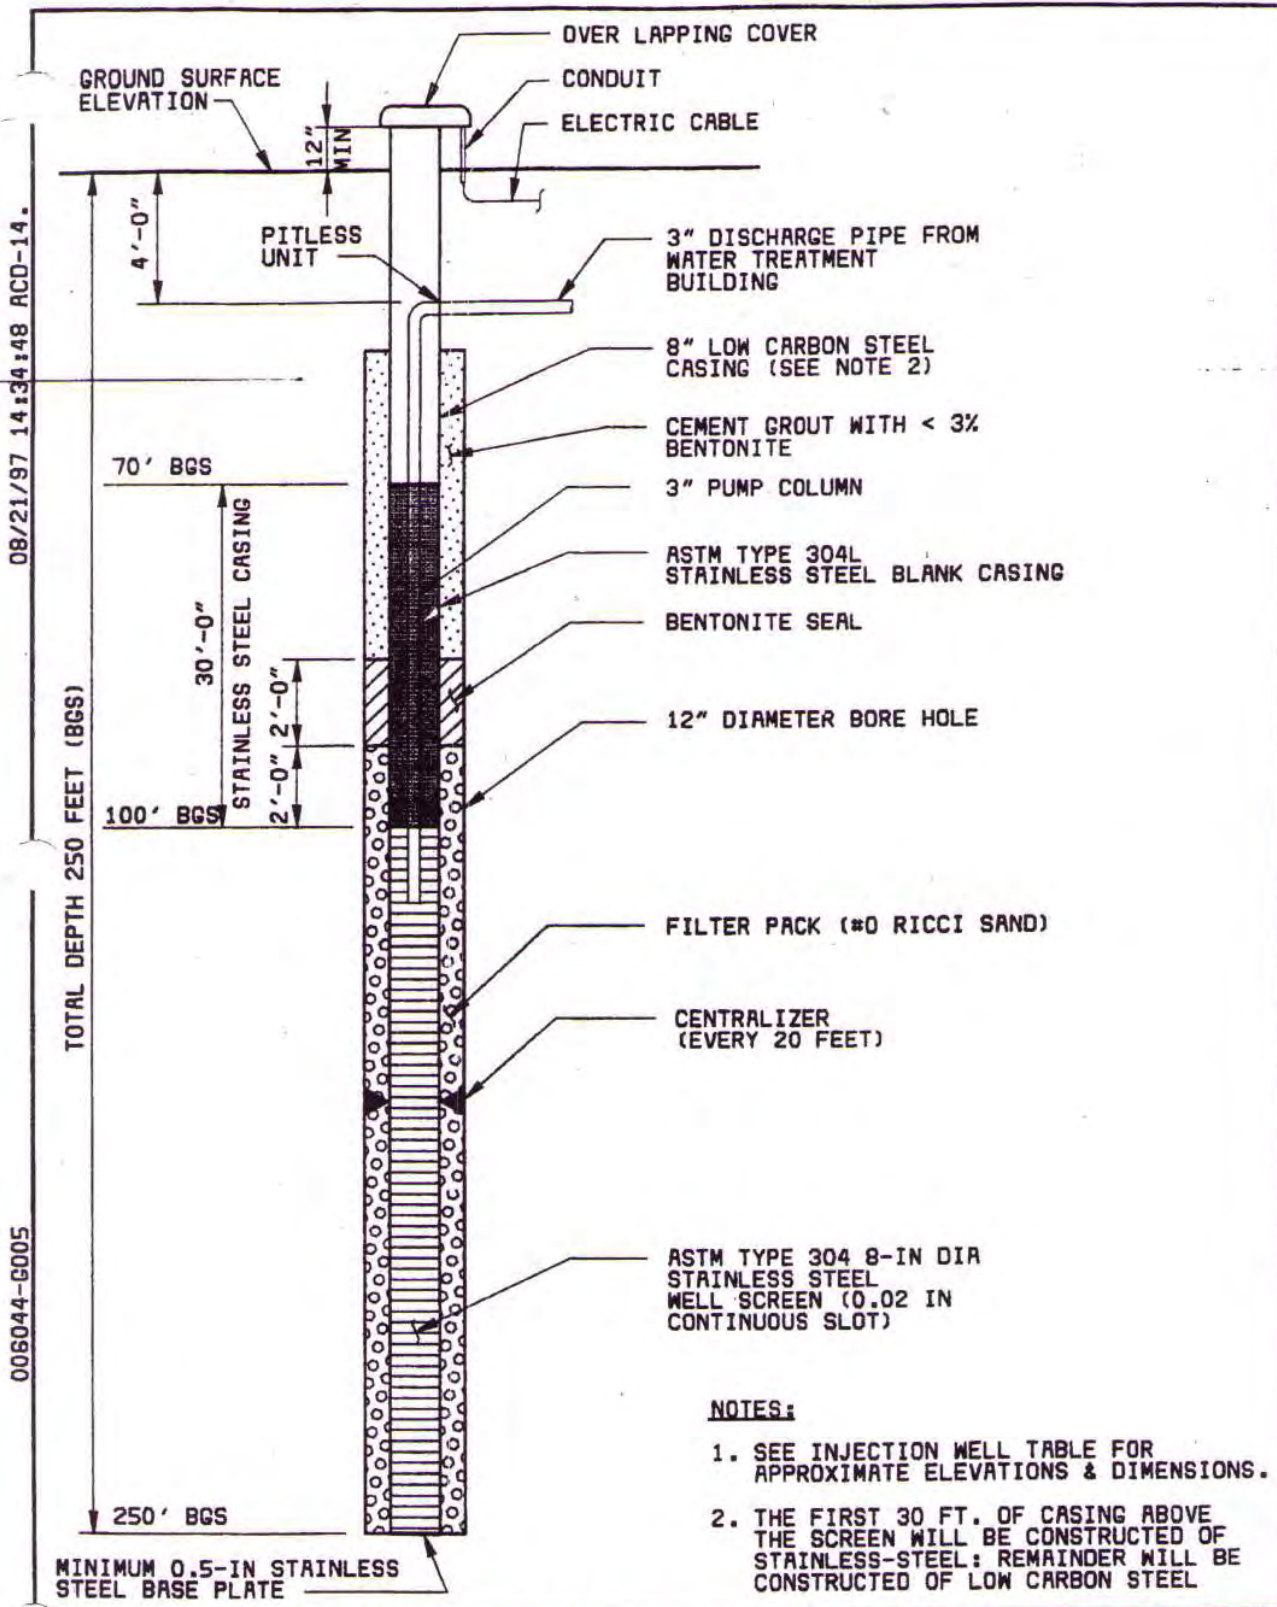 OVER LAPPING COVER
GROUND SURFACE
ELEVATION
CONDUIT
ELECTRIC CABLE
12"
MIN
4'-0"
PITLESS
UNIT
3" DISCHARGE PIPE FROM
WATER TREATMENT
BUILDING
8" LOW CARBON STEEL
CASING (SEE NOTE 2)
CEMENT GROUT WITH < 3%
BENTONITE
70' BGS
3" PUMP COLUMN
ASTM TYPE 304L
STAINLESS STEEL BLANK CASING
30'-0"
STAINLESS STEEL CASING
BENTONITE SEAL
2'-0"
2'-0"
12" DIAMETER BORE HOLE
100' BGS
TOTAL DEPTH 250 FEET (BGS)
FILTER PACK (#0 RICCI SAND)
CENTRALIZER
(EVERY 20 FEET)
ASTM TYPE 304 8-IN DIA
STAINLESS STEEL
WELL SCREEN (0.02 IN
CONTINUOUS SLOT)
250' BGS
MINIMUM 0.5-IN STAINLESS
STEEL BASE PLATE
NOTES:
1. SEE INJECTION WELL TABLE FOR
APPROXIMATE ELEVATIONS & DIMENSIONS.
2. THE FIRST 30 FT. OF CASING ABOVE
THE SCREEN WILL BE CONSTRUCTED OF
STAINLESS-STEEL: REMAINDER WILL BE
CONSTRUCTED OF LOW CARBON STEEL
08/21/97 14:34:48 ACD-14.
006044-G005